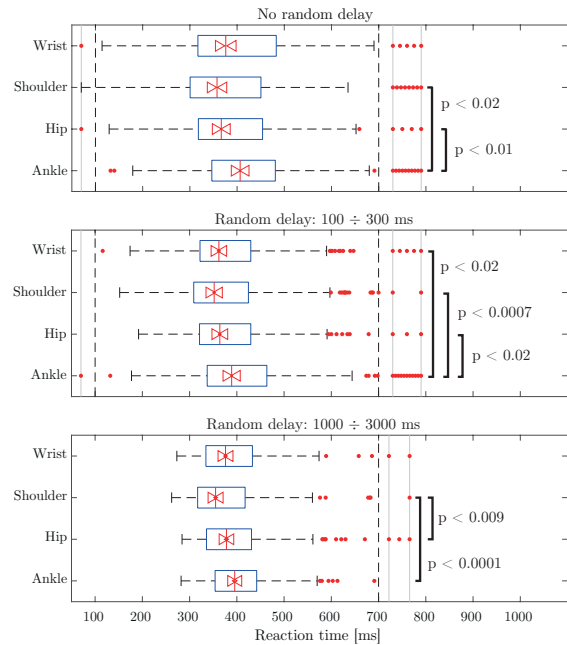 No random delay
Wrist
Shoulder
Hip
Ankle
p < 0.02
p < 0.01
Random delay: 100 ÷ 300 ms
Wrist
Shoulder
Hip
Ankle
p < 0.02
p < 0.0007
p < 0.02
Random delay: 1000 ÷ 3000 ms
Wrist
Shoulder
Hip
Ankle
p < 0.009
p < 0.0001
100 200 300 400 500 600 700 800 900 1000
Reaction time [ms]